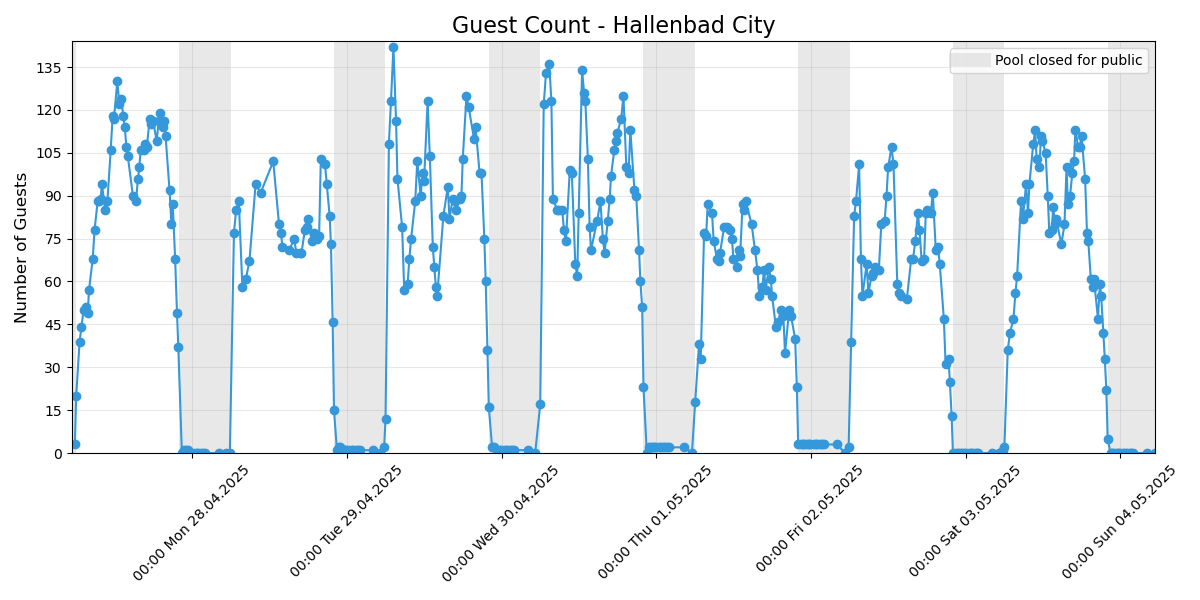 Guest Count - Hallenbad City
Pool closed for public
Number of Guests
135
120
105
90
75
60
45
30
15
0
00:00 Mon 28.04.2025
00:00 Tue 29.04.2025
00:00 Wed 30.04.2025
00:00 Thu 01.05.2025
00:00 Fri 02.05.2025
00:00 Sat 03.05.2025
00:00 Sun 04.05.2025